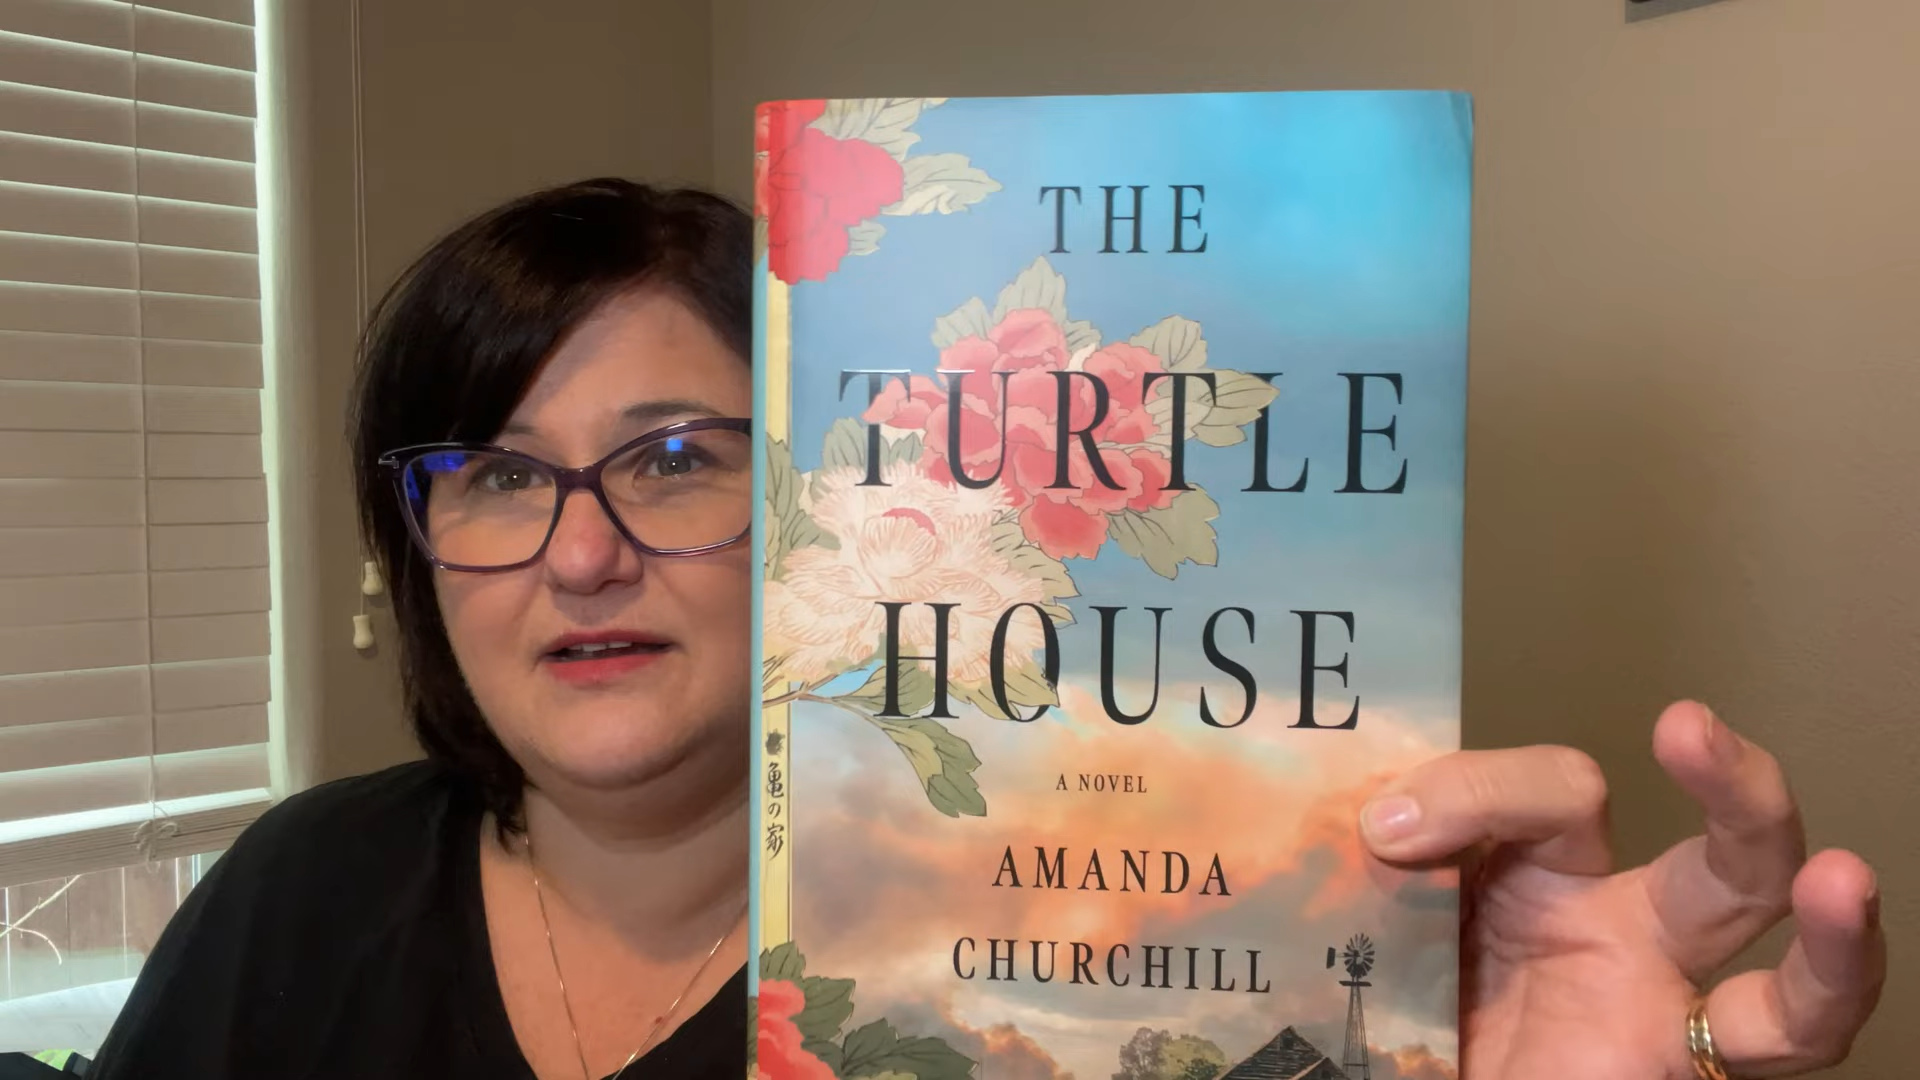 THE
TURTLE
HOUSE
A NOVEL
AMANDA
CHURCHILL
亀の家